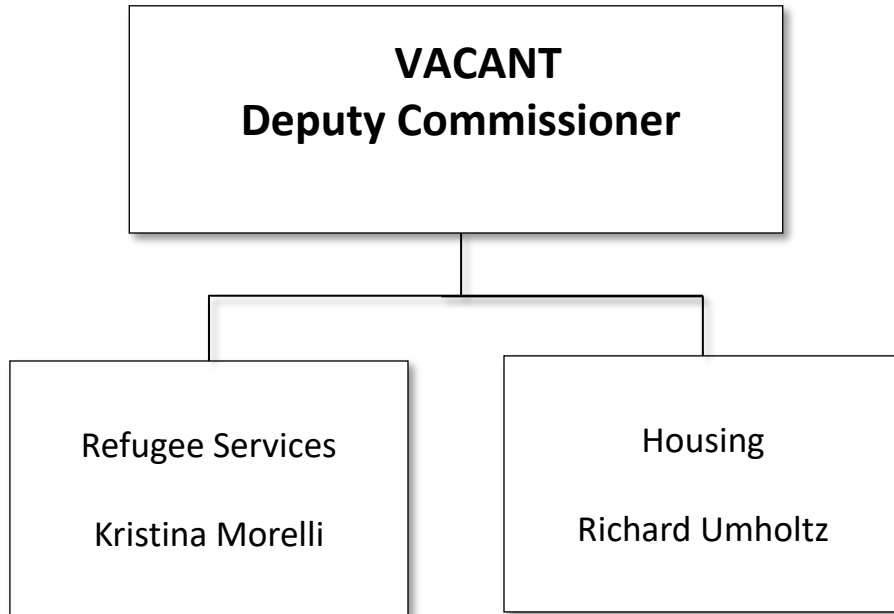 VACANT
Deputy Commissioner
Refugee Services
Kristina Morelli
Housing
Richard Umholtz